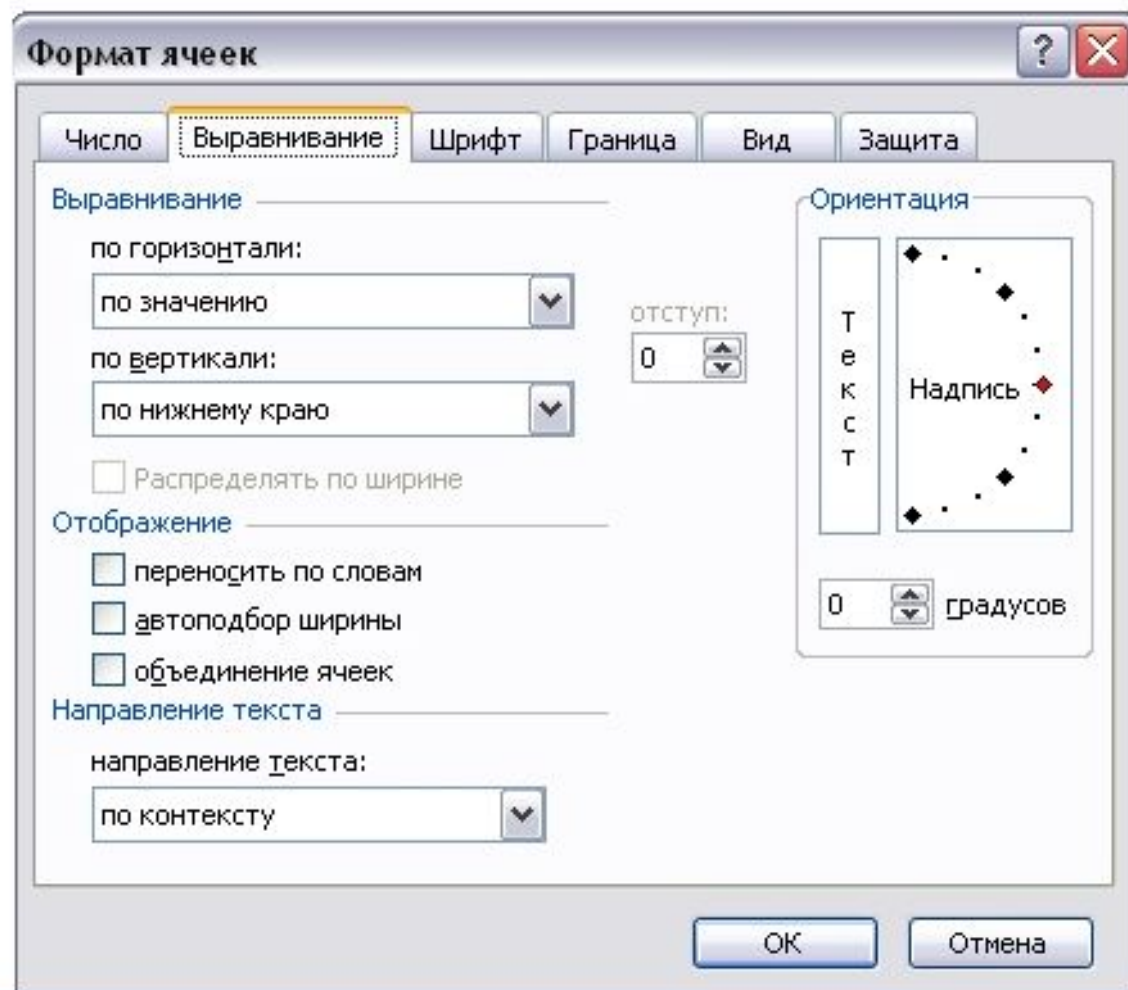 Формат ячеек
Число Выравнивание Шрифт Граница Вид Защита
Выравнивание
по горизонтали:
по значению
отступ:
0
по вертикали:
по нижнему краю
Распределять по ширине
Отображение
переносить по словам
автоподбор ширины
объединение ячеек
Направление текста
направление текста:
по контексту
Ориентация
Текст
Надпись
0 градусов
ОК Отмена